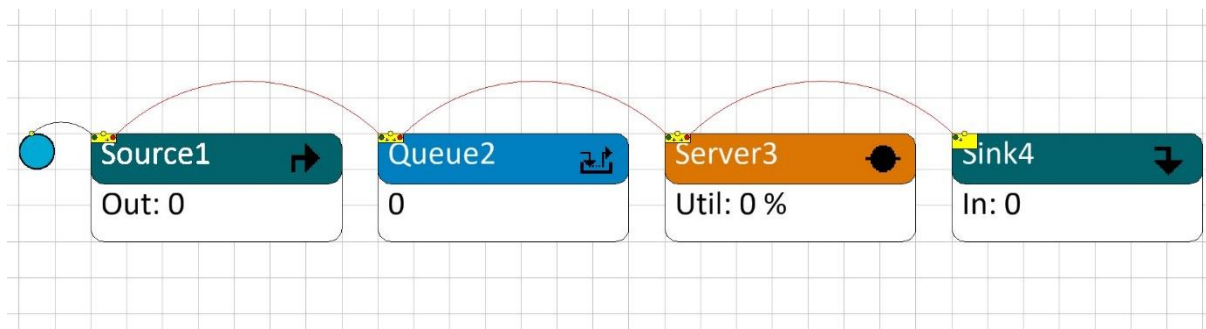 Source1
Out: 0
Queue2
0
Server3
Util: 0 %
Sink4
In: 0